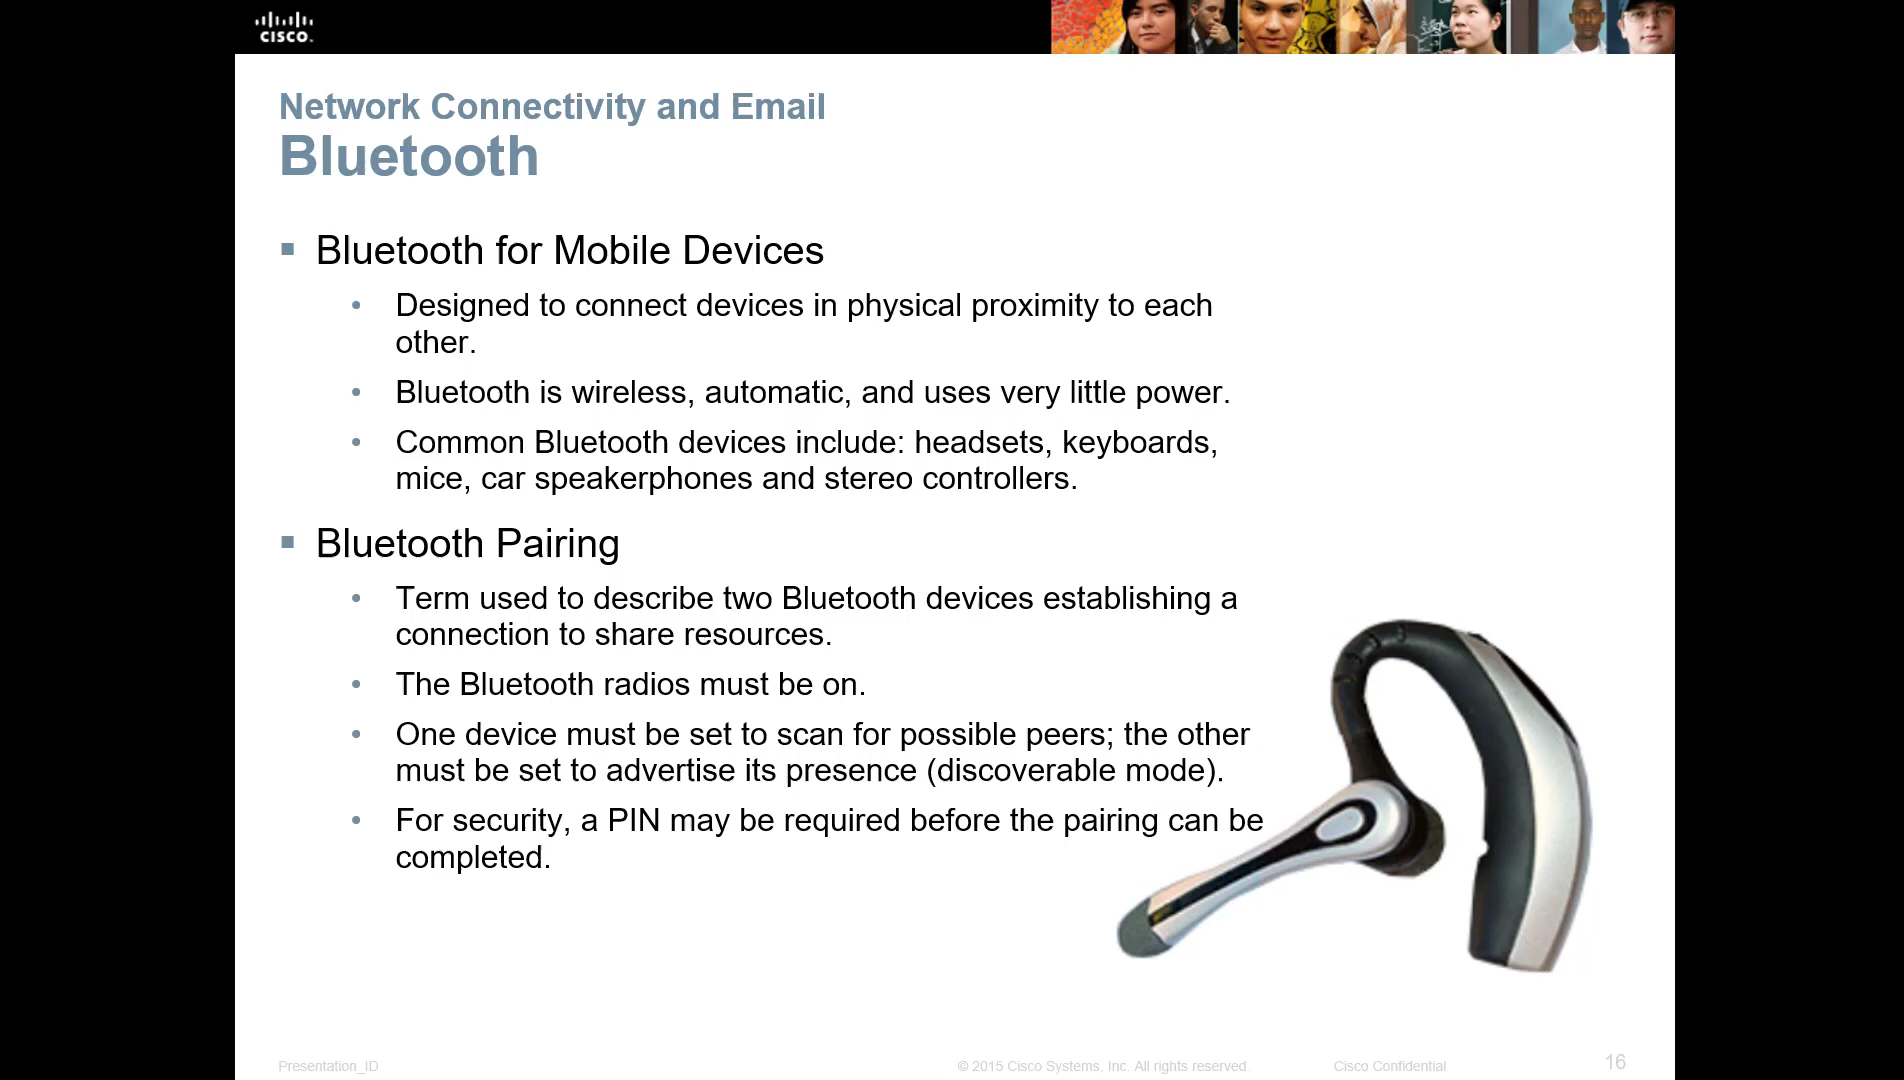 CISCO.
Network Connectivity and Email
Bluetooth
Bluetooth for Mobile Devices
Designed to connect devices in physical proximity to each
other.
Bluetooth is wireless, automatic, and uses very little power.
Common Bluetooth devices include: headsets, keyboards,
mice, car speakerphones and stereo controllers.
Bluetooth Pairing
Term used to describe two Bluetooth devices establishing a
connection to share resources.
The Bluetooth radios must be on.
One device must be set to scan for possible peers; the other
must be set to advertise its presence (discoverable mode).
For security, a PIN may be required before the pairing can be
completed.
Presentation_ID
© 2015 Cisco Systems, Inc. All rights reserved.
Cisco Confidential
16